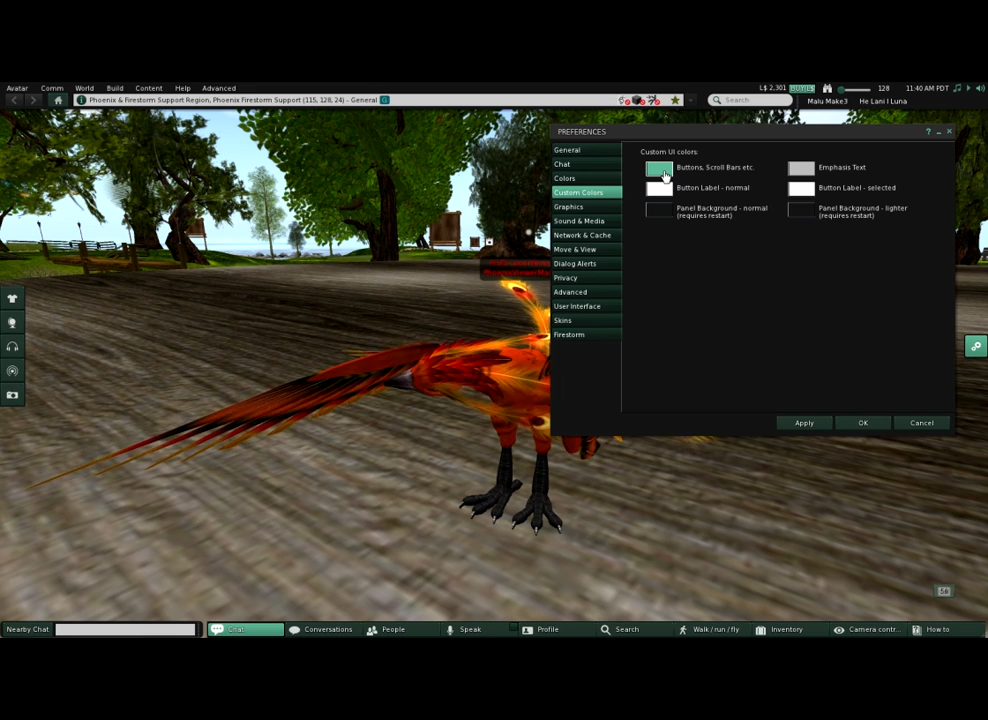 Avatar Comm World Build Content Help Advanced
Phoenix & Firestorm Support Region, Phoenix Firestorm Support (115, 128, 24) - General G
Search
L$ 2,301 BUY L$ 128 11:40 AM PDT
Malu Make3 He Lani I Luna
PREFERENCES ? _ ×
General
Chat
Colors
Custom Colors
Graphics
Sound & Media
Network & Cache
Move & View
Dialog Alerts
Privacy
Advanced
User Interface
Skins
Firestorm
Custom UI colors:
Buttons, Scroll Bars etc. Emphasis Text
Button Label - normal Button Label - selected
Panel Background - normal Panel Background - lighter
(requires restart) (requires restart)
Apply OK Cancel
Nearby Chat Chat Conversations People Speak Profile Search Walk / run / fly Inventory Camera contr... How to